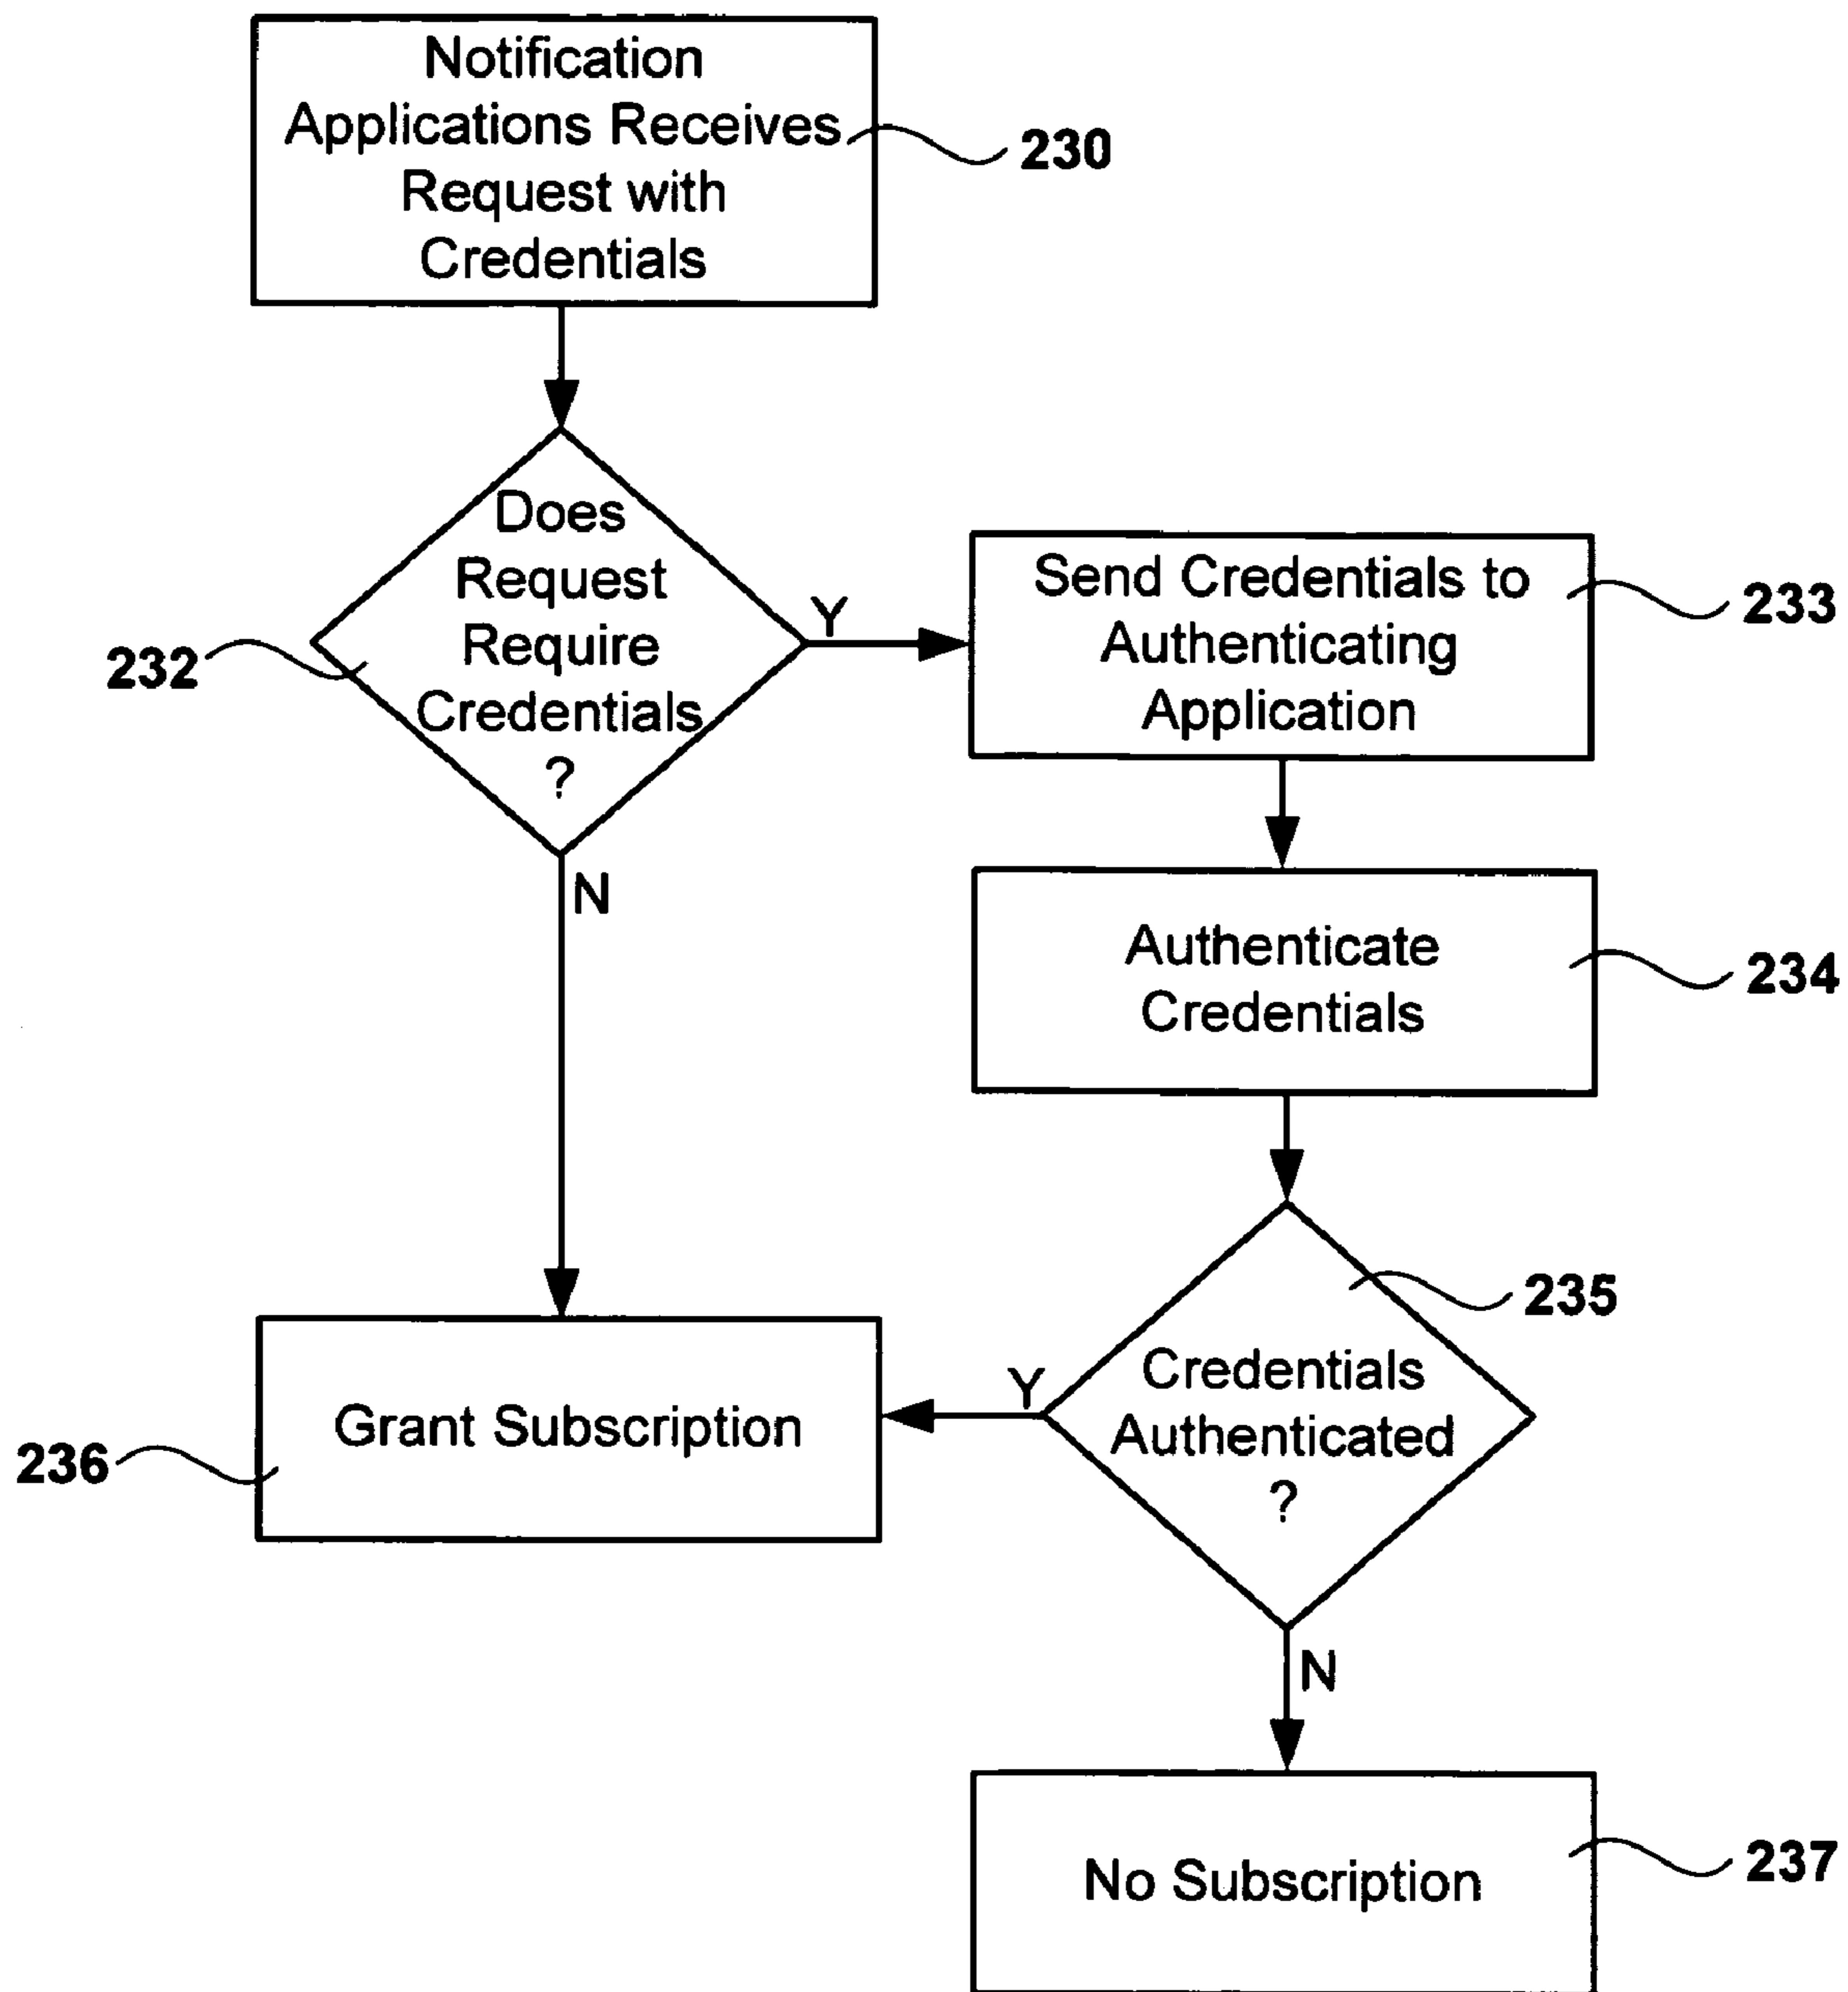 Notification
Applications Receives
Request with
Credentials
230
Does
Request
Require
Credentials
?
232
Y
N
Send Credentials to
Authenticating
Application
233
Authenticate
Credentials
234
235
Credentials
Authenticated
?
Y
N
Grant Subscription
236
No Subscription
237